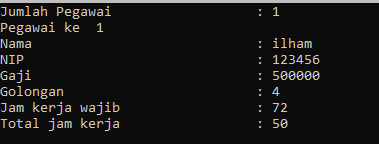 Jumlah Pegawai : 1
Pegawai ke  1
Nama : ilham
NIP : 123456
Gaji : 500000
Golongan : 4
Jam kerja wajib : 72
Total jam kerja : 50